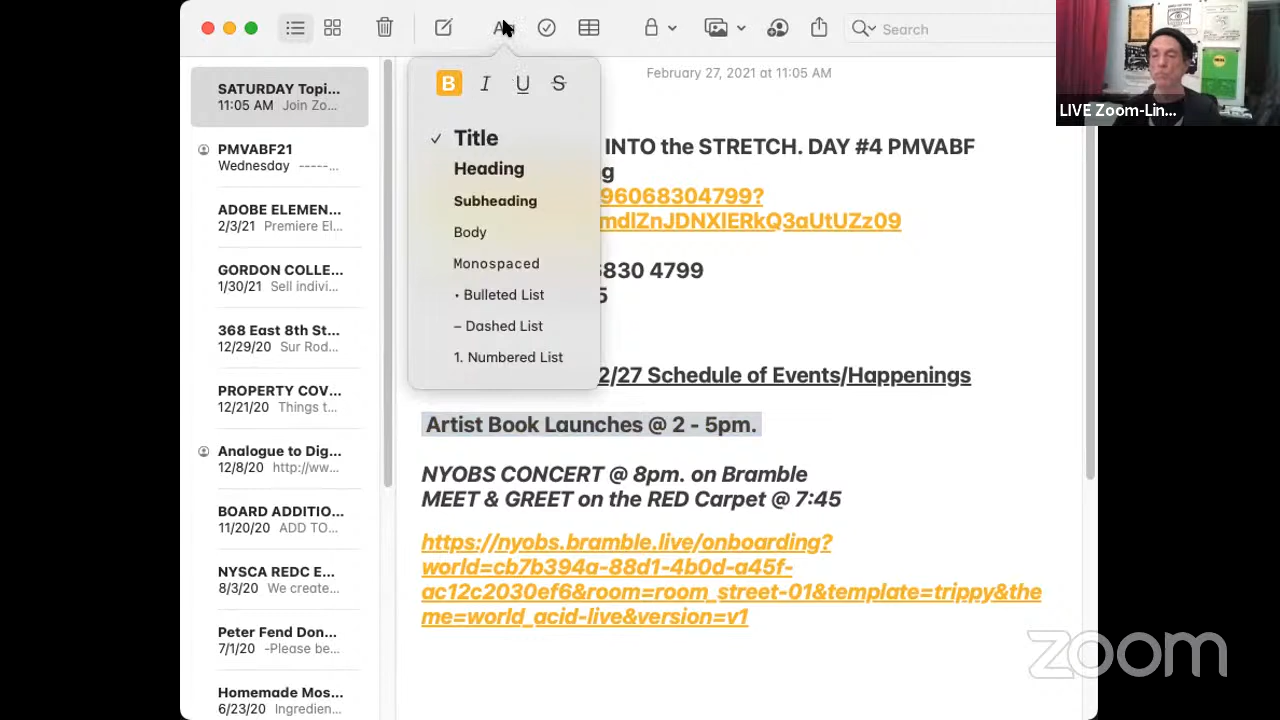 Search
SATURDAY Topi...
11:05 AM Join Zo...
PMVABF21
Wednesday -----...
ADOBE ELEMEN...
2/3/21 Premiere El...
GORDON COLLE...
1/30/21 Sell indivi...
368 East 8th St...
12/29/20 Sur Rod...
PROPERTY COV...
12/21/20 Things t...
Analogue to Dig...
12/8/20 http://ww...
BOARD ADDITIO...
11/20/20 ADD TO...
NYSCA REDC E...
8/3/20 We create...
Peter Fend Don...
7/1/20 -Please be...
Homemade Mos...
6/23/20 Ingredien...
B I U S
✓ Title
Heading
Subheading
Body
Monospaced
• Bulleted List
– Dashed List
1. Numbered List
February 27, 2021 at 11:05 AM
INTO the STRETCH. DAY #4 PMVABF
g
96068304799?
mdlZnJDNXlERkQ3aUtUZz09
6830 4799
5
2/27 Schedule of Events/Happenings
Artist Book Launches @ 2 - 5pm.
NYOBS CONCERT @ 8pm. on Bramble
MEET & GREET on the RED Carpet @ 7:45
https://nyobs.bramble.live/onboarding?
world=cb7b394a-88d1-4b0d-a45f-
ac12c2030ef6&room=room_street-01&template=trippy&the
me=world_acid-live&version=v1
LIVE Zoom-Lin...
zoom